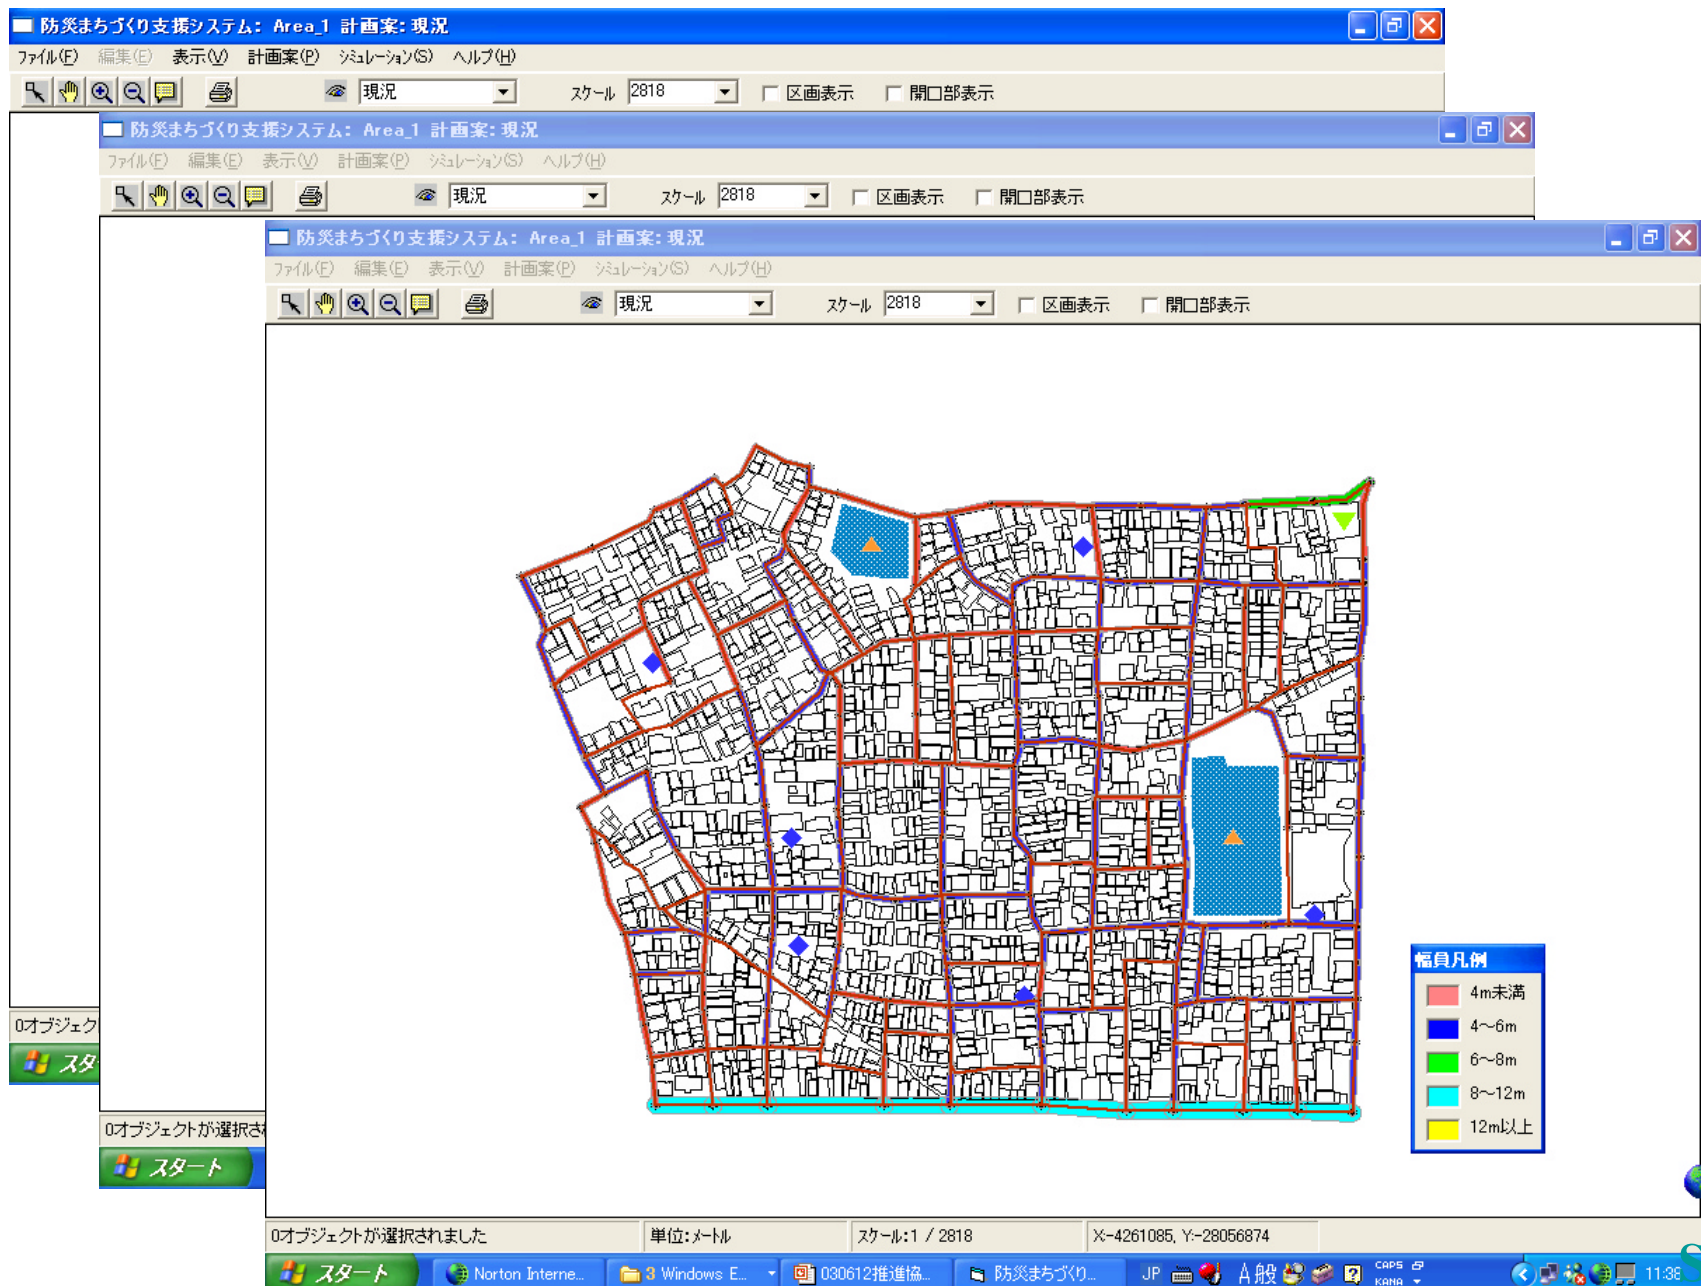 防災まちづくり支援システム: Area_1 計画案: 現況
ファイル(F) 編集(E) 表示(V) 計画案(P) シミュレーション(S) ヘルプ(H)
現況 スケール 2818 区画表示 開口部表示
防災まちづくり支援システム: Area_1 計画案: 現況
ファイル(F) 編集(E) 表示(V) 計画案(P) シミュレーション(S) ヘルプ(H)
現況 スケール 2818 区画表示 開口部表示
防災まちづくり支援システム: Area_1 計画案: 現況
ファイル(F) 編集(E) 表示(V) 計画案(P) シミュレーション(S) ヘルプ(H)
現況 スケール 2818 区画表示 開口部表示
幅員凡例
4m未満
4～6m
6～8m
8～12m
12m以上
0オブジェク
スタ
0オブジェクトが選択さ
スタート
0オブジェクトが選択されました 単位:メートル スケール:1 / 2818 X:-4261085, Y:-28056874
スタート Norton Interne... 3 Windows E... 030612推進協... 防災まちづくり... JP A 般 CAPS KANA 11:38
S